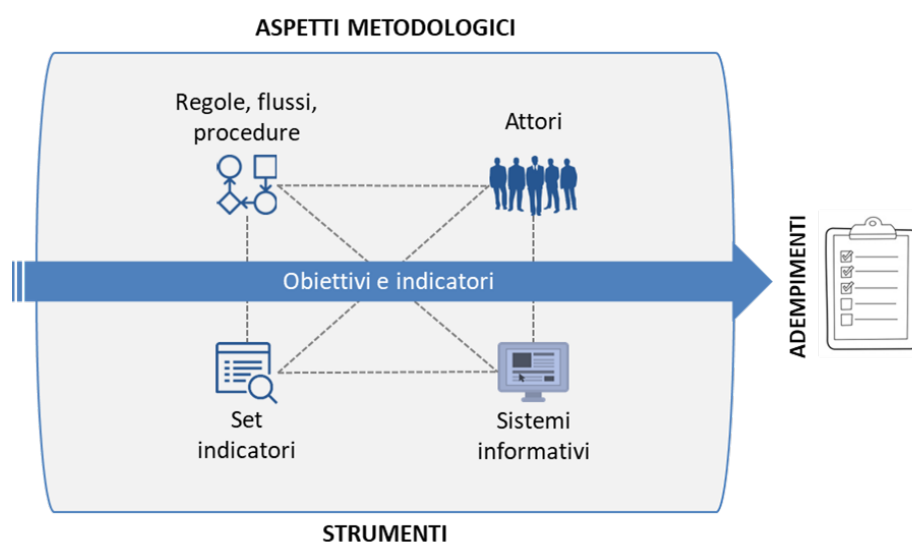 ASPETTI METODOLOGICI
Regole, flussi,
procedure
Attori
Obiettivi e indicatori
ADEMPIMENTI
Set
indicatori
Sistemi
informativi
STRUMENTI